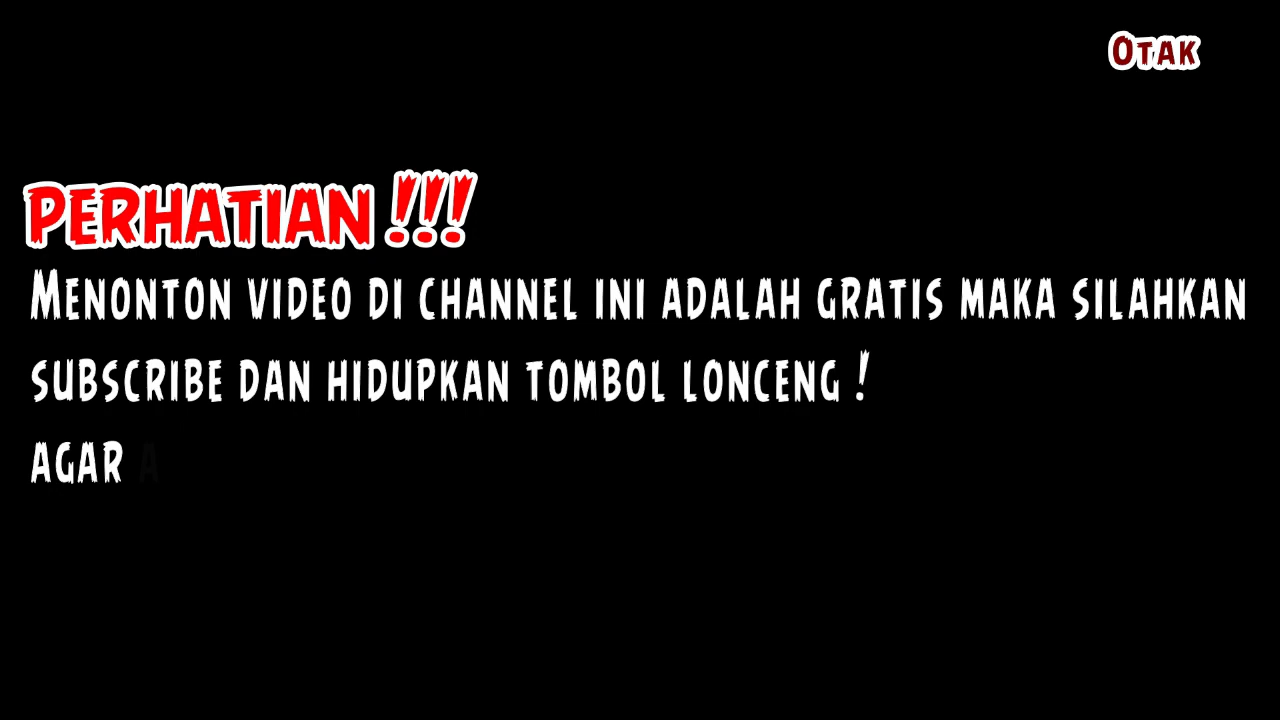 Otak
PERHATIAN !!!
Menonton video di channel ini adalah gratis maka silahkan
subscribe dan hidupkan tombol lonceng !
agar a